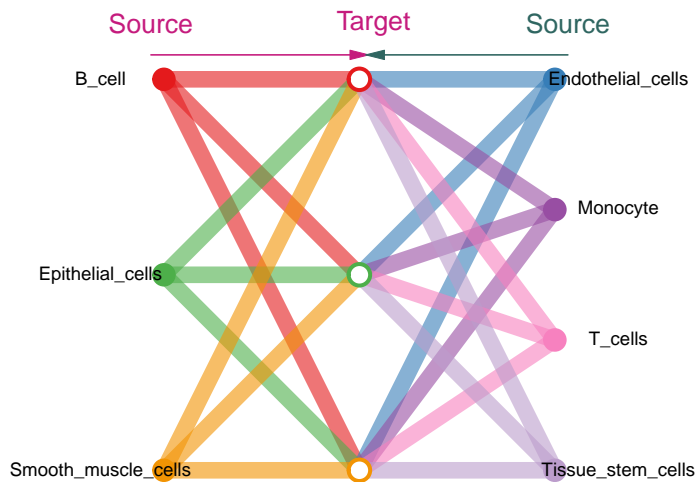 Source Target Source
B_cell Endothelial_cells
Monocyte
Epithelial_cells
T_cells
Smooth_muscle_cells Tissue_stem_cells